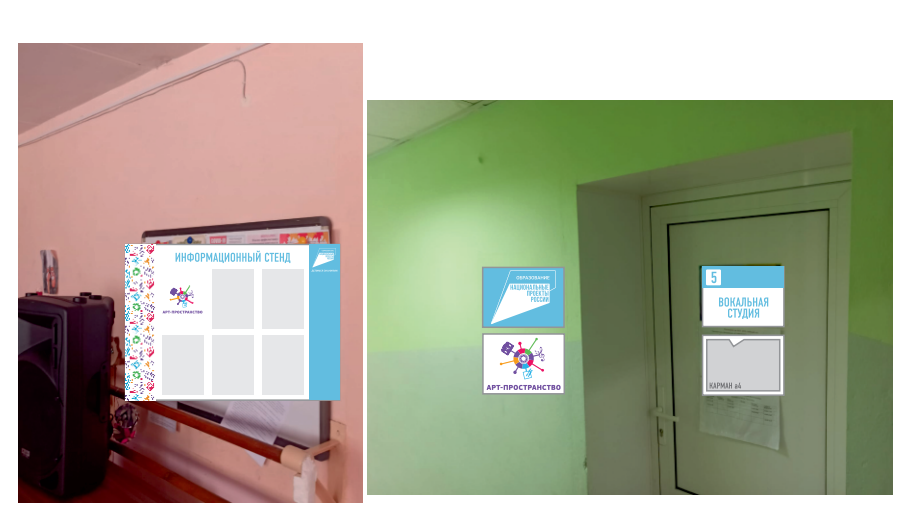 ИНФОРМАЦИОННЫЙ СТЕНД
АРТ-ПРОСТРАНСТВО
ОБРАЗОВАНИЕ
НАЦИОНАЛЬНЫЕ
ПРОЕКТЫ
РОССИИ
АРТ-ПРОСТРАНСТВО
5
ВОКАЛЬНАЯ
СТУДИЯ
КАРМАН а4